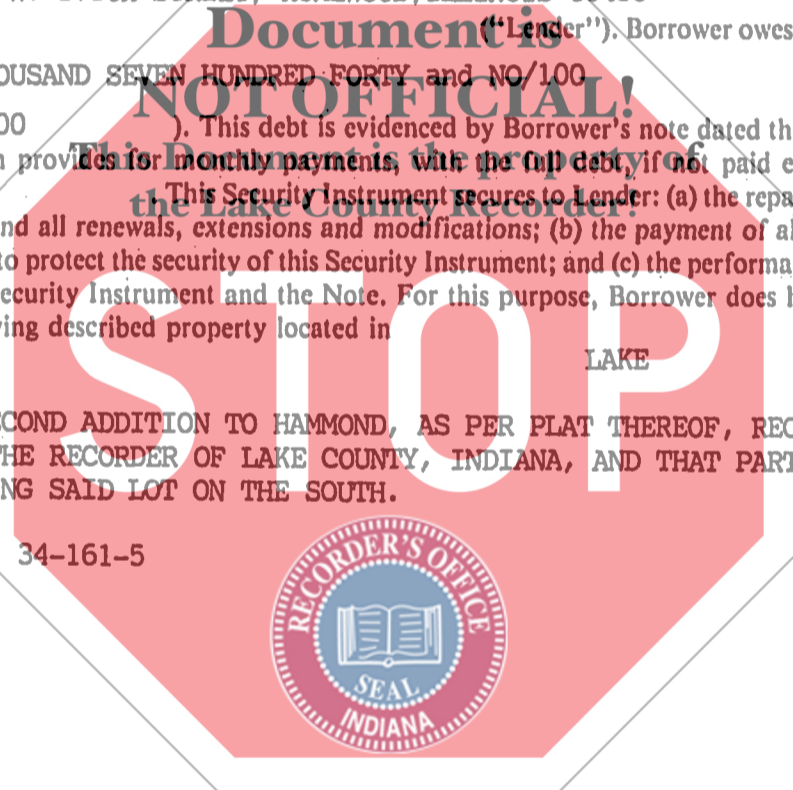 ("Lender"). Borrower owes
OUSAND SEVEN HUNDRED FORTY and NO/100
00 ). This debt is evidenced by Borrower's note dated th
n provides for monthly payments, with the full debt, if not paid e
. This Security Instrument secures to Lender: (a) the repa
nd all renewals, extensions and modifications; (b) the payment of al
to protect the security of this Security Instrument; and (c) the performa
ecurity Instrument and the Note. For this purpose, Borrower does h
ing described property located in
LAKE
COND ADDITION TO HAMMOND, AS PER PLAT THEREOF, REC
HE RECORDER OF LAKE COUNTY, INDIANA, AND THAT PART
NG SAID LOT ON THE SOUTH.
34-161-5
Document is
NOT OFFICIAL!
This Document is the property of
the Lake County Recorder!
STOP
RECORDER'S OFFICE
SEAL
INDIANA